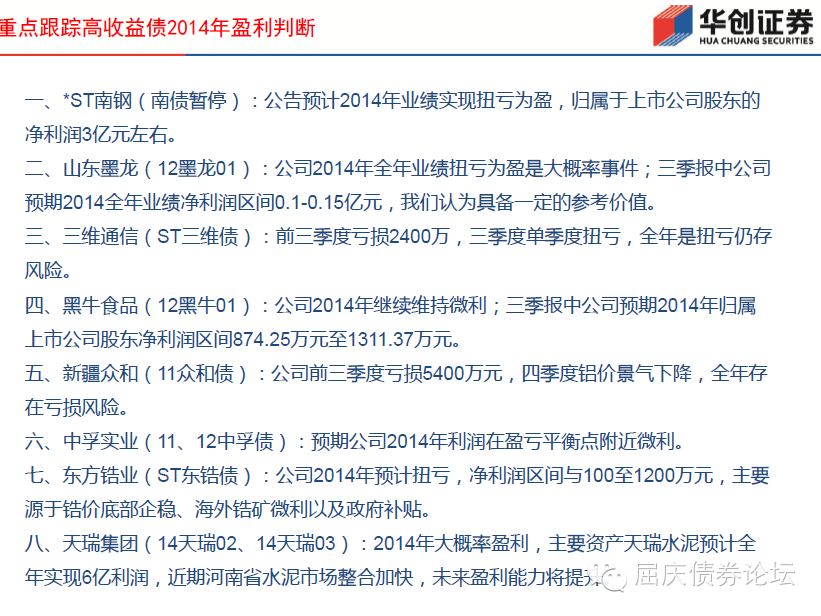 重点跟踪高收益债2014年盈利判断
华创证券
HUA CHUANG SECURITIES
一、*ST南钢（南债暂停）：公告预计2014年业绩实现扭亏为盈，归属于上市公司股东的
净利润3亿元左右。
二、山东墨龙（12墨龙01）：公司2014年全年业绩扭亏为盈是大概率事件；三季报中公司
预期2014全年业绩净利润区间0.1-0.15亿元，我们认为具备一定的参考价值。
三、三维通信（ST三维债）：前三季度亏损2400万，三季度单季度扭亏，全年是扭亏仍存
风险。
四、黑牛食品（12黑牛01）：公司2014年继续维持微利；三季报中公司预期2014年归属
上市公司股东净利润区间874.25万元至1311.37万元。
五、新疆众和（11众和债）：公司前三季度亏损5400万元，四季度铝价景气下降，全年存
在亏损风险。
六、中孚实业（11、12中孚债）：预期公司2014年利润在盈亏平衡点附近微利。
七、东方锆业（ST东锆债）：公司2014年预计扭亏，净利润区间与100至1200万元，主要
源于锆价底部企稳、海外锆矿微利以及政府补贴。
八、天瑞集团（14天瑞02、14天瑞03）：2014年大概率盈利，主要资产天瑞水泥预计全
年实现6亿利润，近期河南省水泥市场整合加快，未来盈利能力将提升
屈庆债券论坛